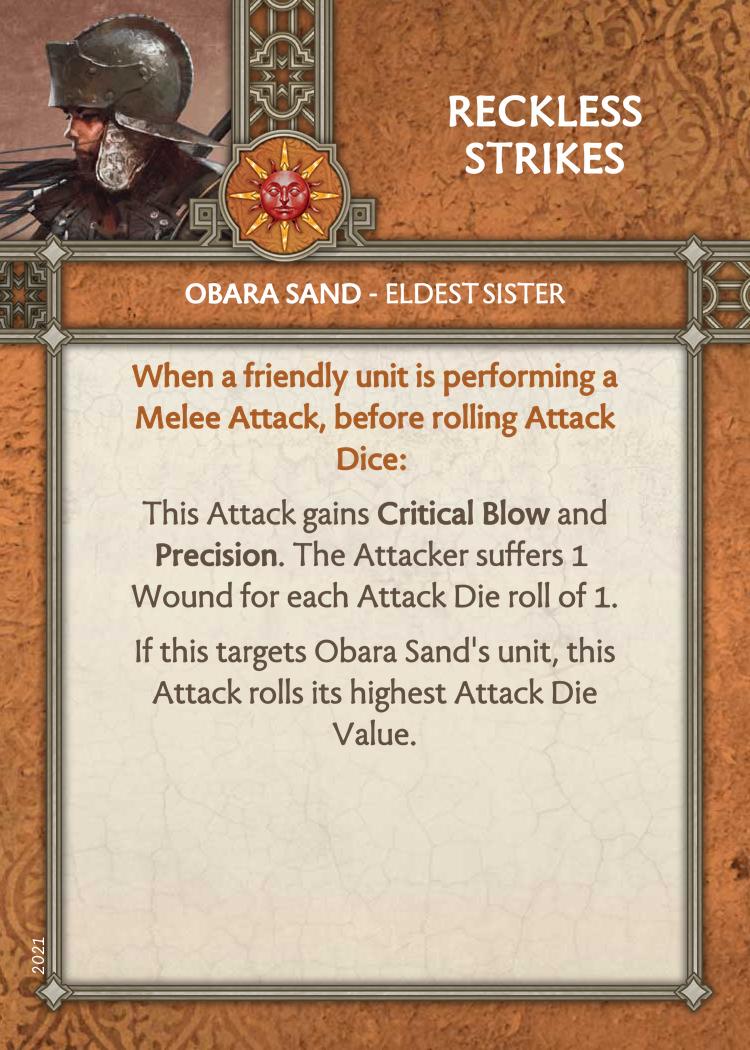 RECKLESS
STRIKES
OBARA SAND - ELDEST SISTER
When a friendly unit is performing a
Melee Attack, before rolling Attack
Dice:
This Attack gains Critical Blow and
Precision. The Attacker suffers 1
Wound for each Attack Die roll of 1.
If this targets Obara Sand's unit, this
Attack rolls its highest Attack Die
Value.
2021